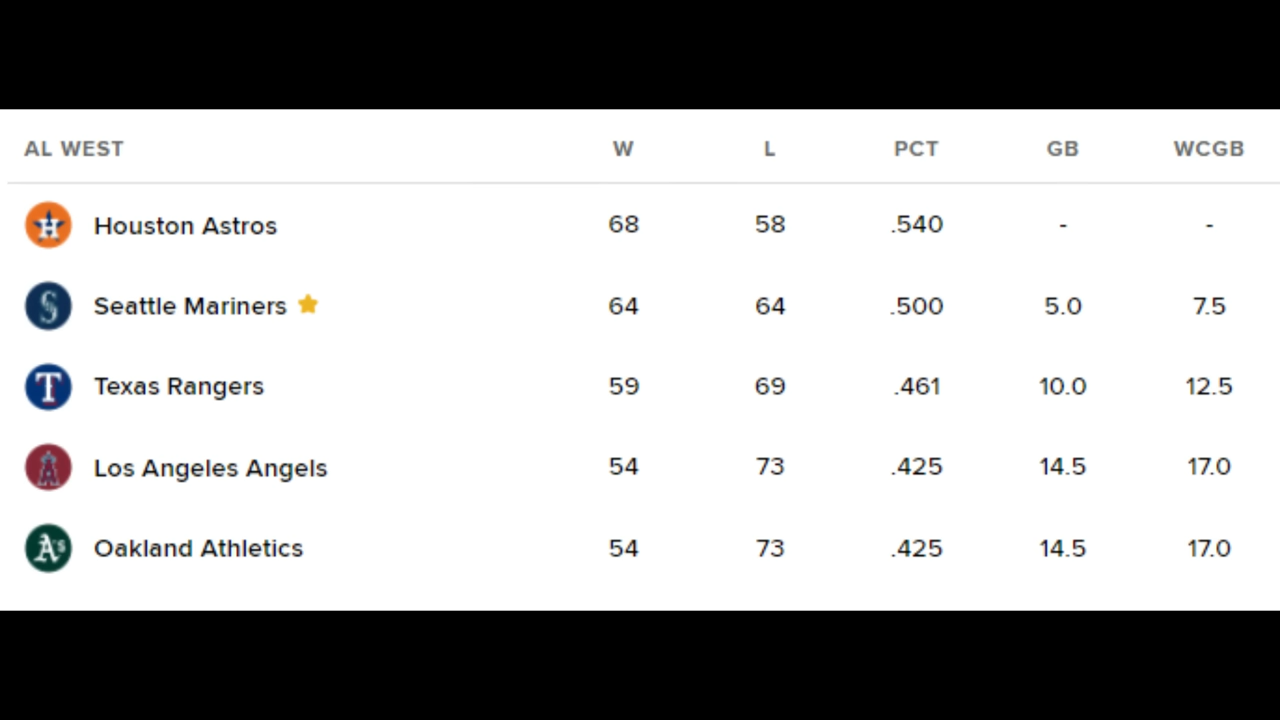 AL WEST W L PCT GB WCGB
Houston Astros 68 58 .540 - -
Seattle Mariners 64 64 .500 5.0 7.5
Texas Rangers 59 69 .461 10.0 12.5
Los Angeles Angels 54 73 .425 14.5 17.0
Oakland Athletics 54 73 .425 14.5 17.0